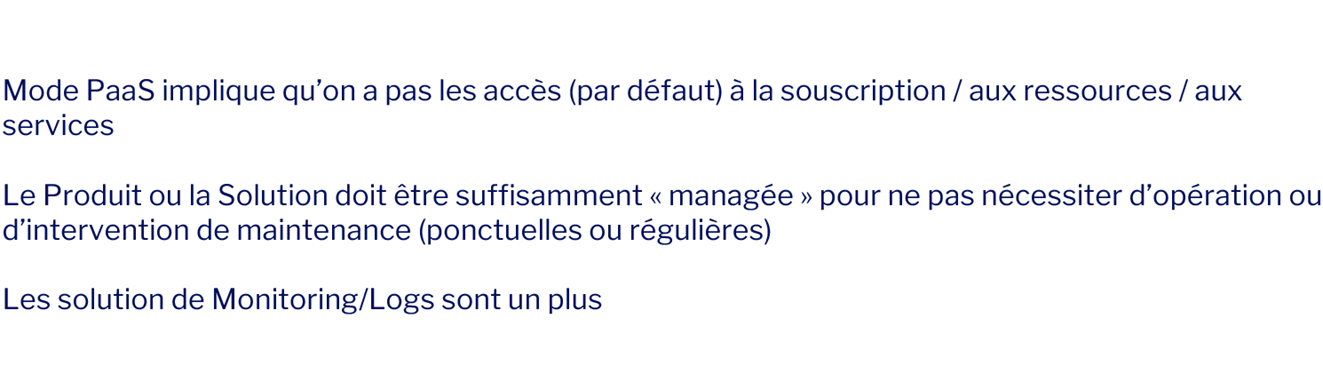 Mode PaaS implique qu’on a pas les accès (par défaut) à la souscription / aux ressources / aux
services
Le Produit ou la Solution doit être suffisamment « managée » pour ne pas nécessiter d’opération ou
d’intervention de maintenance (ponctuelles ou régulières)
Les solution de Monitoring/Logs sont un plus